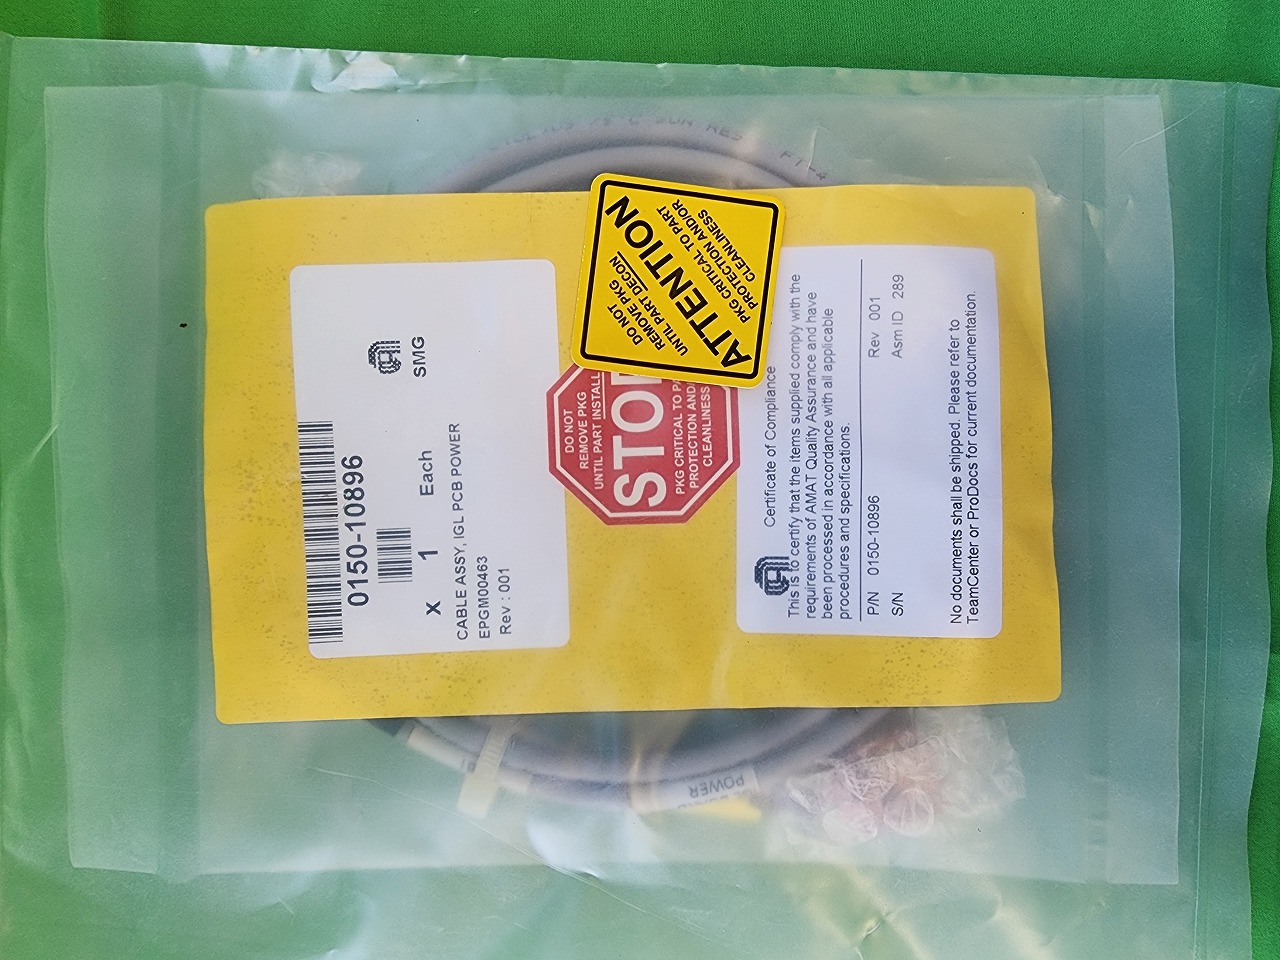 SMG
0150-10896
x 1 Each
CABLE ASSY, IGL PCB POWER
EPGM00463
Rev : 001
DO NOT
REMOVE PKG
UNTIL PART DECON
ATTENTION
PKG CRITICAL TO PART
PROTECTION AND/OR
CLEANLINESS
DO NOT
REMOVE PKG
UNTIL PART INSTALL
STO
PKG CRITICAL TO PA
PROTECTION AND/
CLEANLINESS
Certificate of Compliance
This is to certify that the items supplied comply with the
requirements of AMAT Quality Assurance and have
been processed in accordance with all applicable
procedures and specifications.
P/N 0150-10896 Rev 001
S/N Asm ID 289
No documents shall be shipped. Please refer to
TeamCenter or ProDocs for current documentation.
POWER